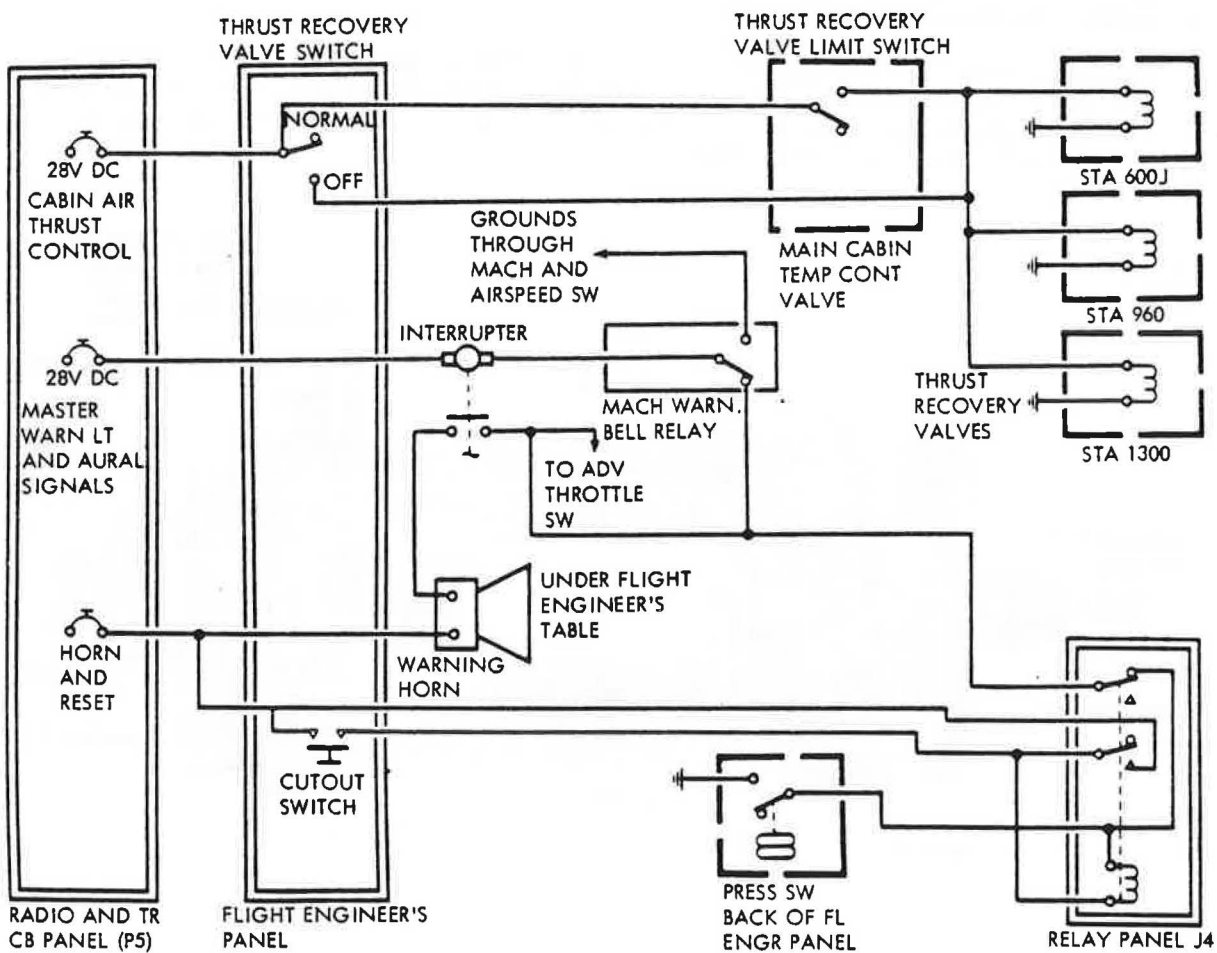 THRUST RECOVERY
VALVE SWITCH
THRUST RECOVERY
VALVE LIMIT SWITCH
NORMAL
OFF
28V DC
CABIN AIR
THRUST
CONTROL
STA 600J
GROUNDS
THROUGH
MACH AND
AIRSPEED SW
MAIN CABIN
TEMP CONT
VALVE
STA 960
INTERRUPTER
28V DC
MASTER
WARN LT
AND AURAL
SIGNALS
MACH WARN.
BELL RELAY
THRUST
RECOVERY
VALVES
STA 1300
TO ADV
THROTTLE
SW
UNDER FLIGHT
ENGINEER'S
TABLE
HORN
AND
RESET
WARNING
HORN
CUTOUT
SWITCH
RADIO AND TR
CB PANEL (P5)
FLIGHT ENGINEER'S
PANEL
PRESS SW
BACK OF FL
ENGR PANEL
RELAY PANEL J4